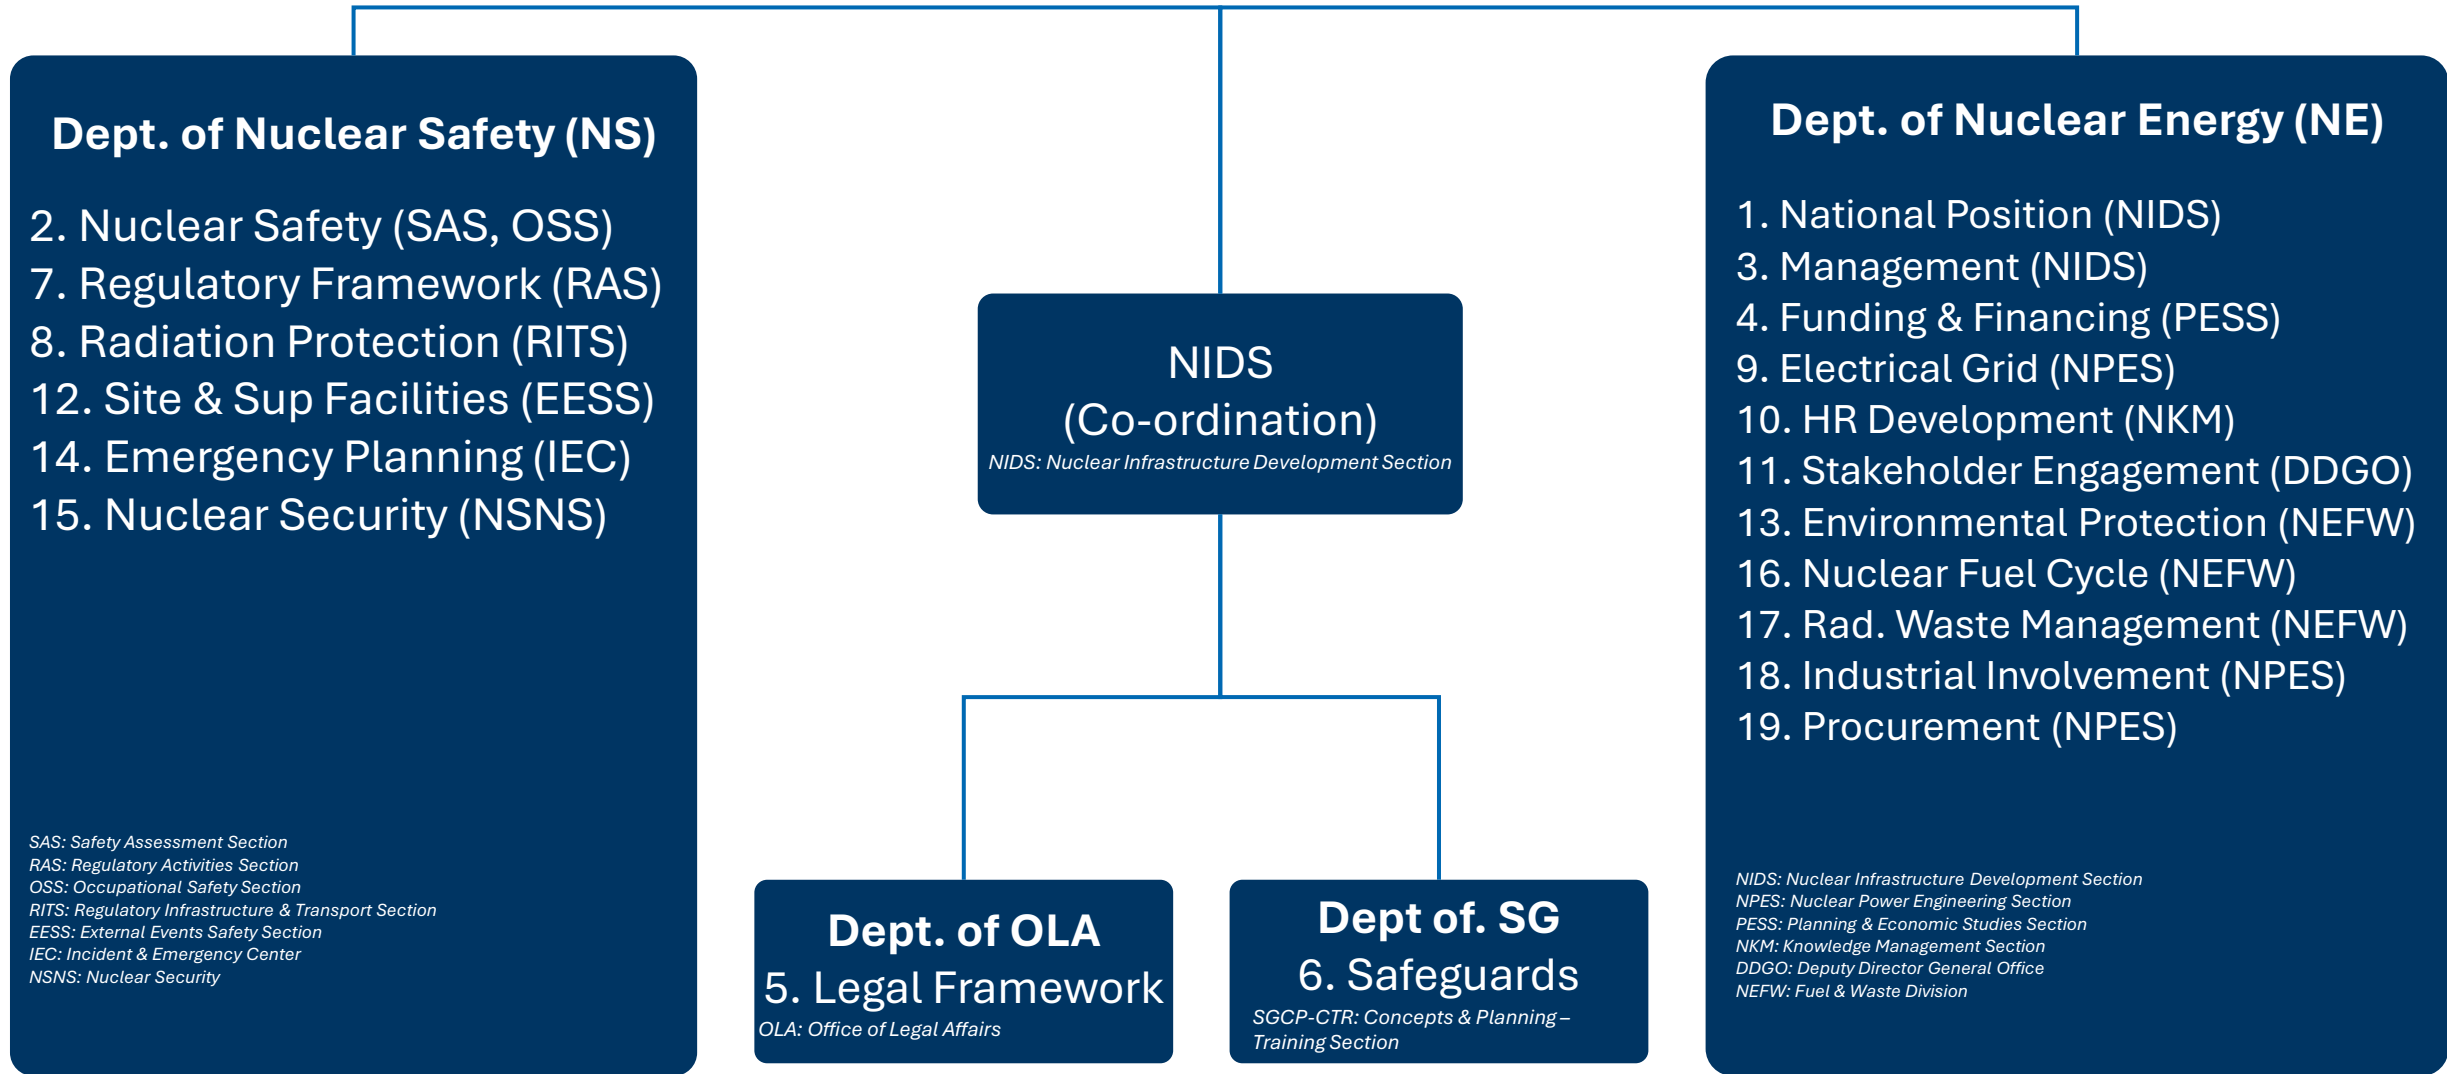 Dept. of Nuclear Safety (NS)
2. Nuclear Safety (SAS, OSS)
7. Regulatory Framework (RAS)
8. Radiation Protection (RITS)
12. Site & Sup Facilities (EESS)
14. Emergency Planning (IEC)
15. Nuclear Security (NSNS)
SAS: Safety Assessment Section
RAS: Regulatory Activities Section
OSS: Occupational Safety Section
RITS: Regulatory Infrastructure & Transport Section
EESS: External Events Safety Section
IEC: Incident & Emergency Center
NSNS: Nuclear Security
NIDS
(Co-ordination)
NIDS: Nuclear Infrastructure Development Section
Dept. of OLA
5. Legal Framework
OLA: Office of Legal Affairs
Dept of. SG
6. Safeguards
SGCP-CTR: Concepts & Planning –
Training Section
Dept. of Nuclear Energy (NE)
1. National Position (NIDS)
3. Management (NIDS)
4. Funding & Financing (PESS)
9. Electrical Grid (NPES)
10. HR Development (NKM)
11. Stakeholder Engagement (DDGO)
13. Environmental Protection (NEFW)
16. Nuclear Fuel Cycle (NEFW)
17. Rad. Waste Management (NEFW)
18. Industrial Involvement (NPES)
19. Procurement (NPES)
NIDS: Nuclear Infrastructure Development Section
NPES: Nuclear Power Engineering Section
PESS: Planning & Economic Studies Section
NKM: Knowledge Management Section
DDGO: Deputy Director General Office
NEFW: Fuel & Waste Division